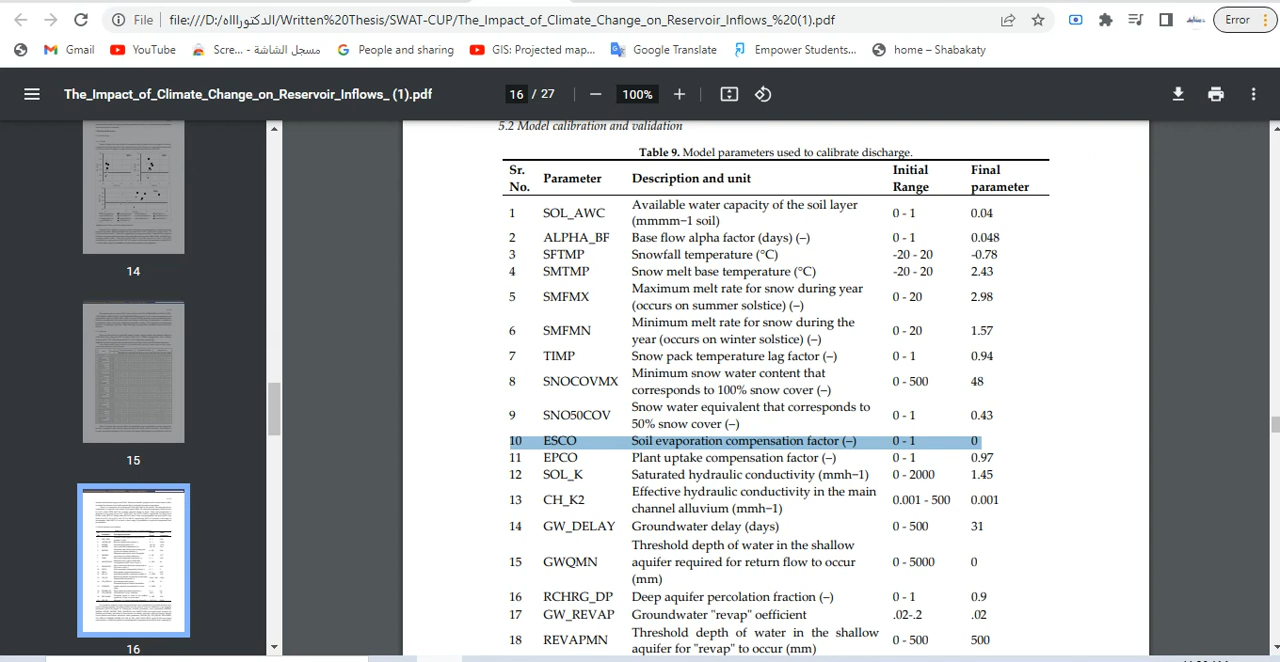 File file:///D:/الدكتوراااه/Written%20Thesis/SWAT-CUP/The_Impact_of_Climate_Change_on_Reservoir_Inflows_%20(1).pdf Error
Gmail YouTube Scre... - مسجل الشاشة People and sharing GIS: Projected map... Google Translate Empower Students... home – Shabakaty
The_Impact_of_Climate_Change_on_Reservoir_Inflows_ (1).pdf 16 / 27 100%
14
15
16
5.2 Model calibration and validation
Table 9. Model parameters used to calibrate discharge.
Sr. No. Parameter Description and unit Initial Range Final parameter
1 SOL_AWC Available water capacity of the soil layer (mmmm−1 soil) 0 - 1 0.04
2 ALPHA_BF Base flow alpha factor (days) (–) 0 - 1 0.048
3 SFTMP Snowfall temperature (°C) -20 - 20 -0.78
4 SMTMP Snow melt base temperature (°C) -20 - 20 2.43
5 SMFMX Maximum melt rate for snow during year (occurs on summer solstice) (–) 0 - 20 2.98
6 SMFMN Minimum melt rate for snow during the year (occurs on winter solstice) (–) 0 - 20 1.57
7 TIMP Snow pack temperature lag factor (–) 0 - 1 0.94
8 SNOCOVMX Minimum snow water content that corresponds to 100% snow cover (–) 0 - 500 48
9 SNO50COV Snow water equivalent that corresponds to 50% snow cover (–) 0 - 1 0.43
10 ESCO Soil evaporation compensation factor (–) 0 - 1 0
11 EPCO Plant uptake compensation factor (–) 0 - 1 0.97
12 SOL_K Saturated hydraulic conductivity (mmh−1) 0 - 2000 1.45
13 CH_K2 Effective hydraulic conductivity in the main channel alluvium (mmh−1) 0.001 - 500 0.001
14 GW_DELAY Groundwater delay (days) 0 - 500 31
15 GWQMN Threshold depth of water in the shallow aquifer required for return flow to occur (mm) 0 - 5000 0
16 RCHRG_DP Deep aquifer percolation fraction (–) 0 - 1 0.9
17 GW_REVAP Groundwater "revap" oefficient .02-.2 .02
18 REVAPMN Threshold depth of water in the shallow aquifer for "revap" to occur (mm) 0 - 500 500